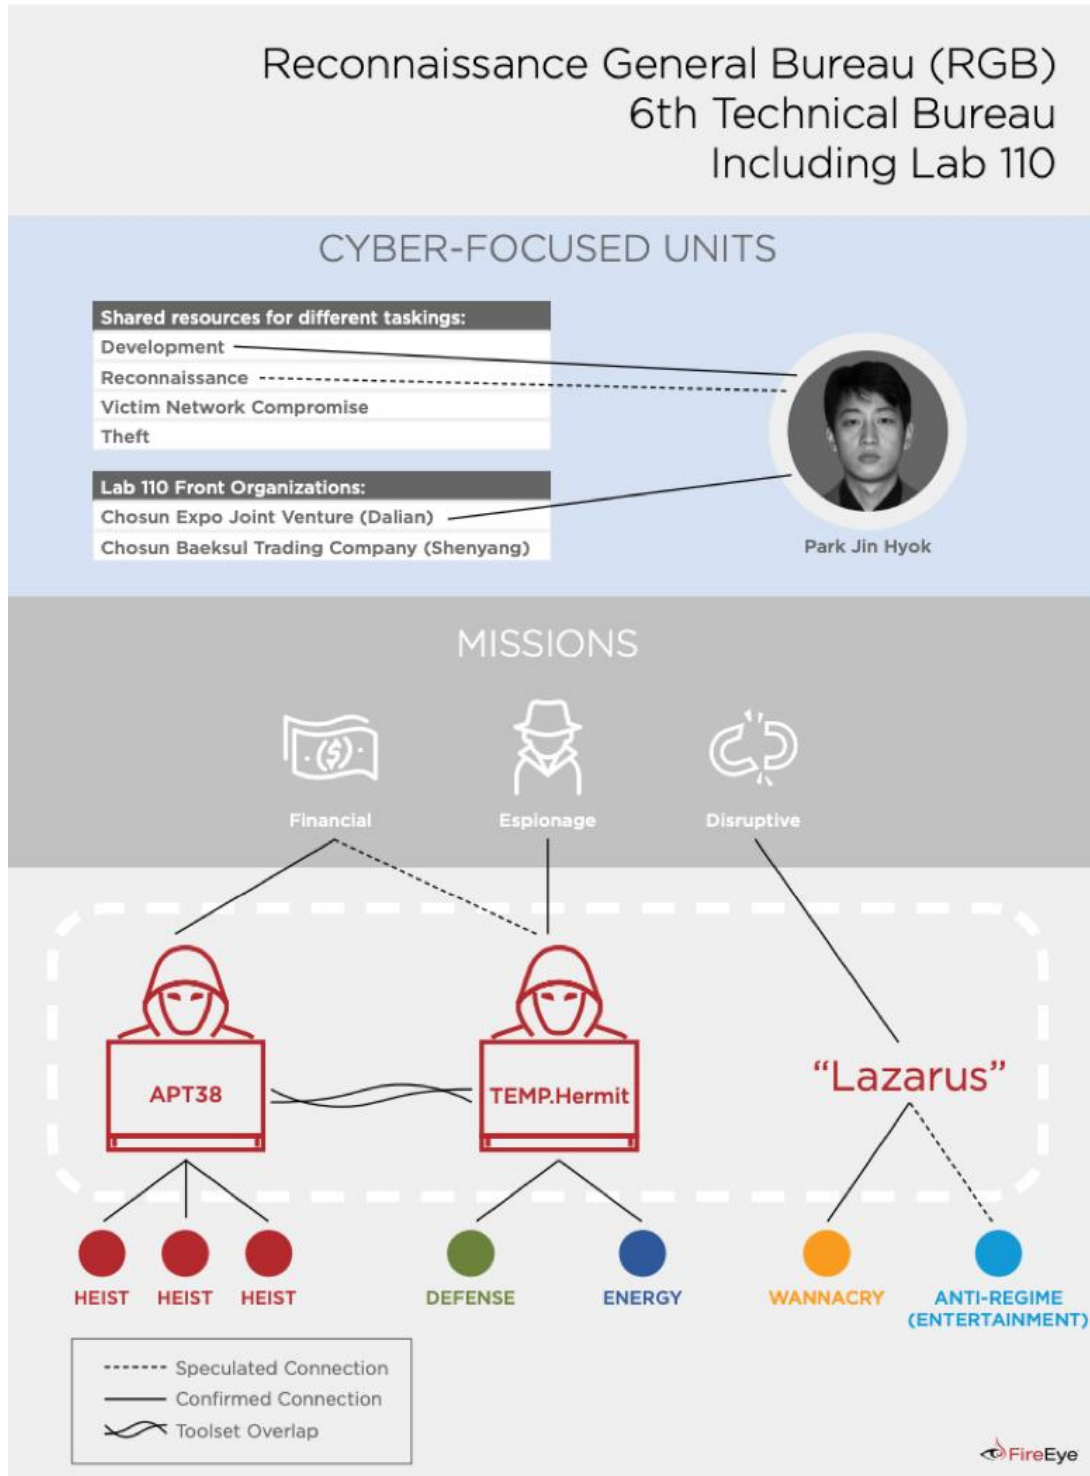 Reconnaissance General Bureau (RGB)
6th Technical Bureau
Including Lab 110
CYBER-FOCUSED UNITS
Shared resources for different taskings:
Development
Reconnaissance
Victim Network Compromise
Theft
Lab 110 Front Organizations:
Chosun Expo Joint Venture (Dalian)
Chosun Baeksul Trading Company (Shenyang)
Park Jin Hyok
MISSIONS
($)
Financial
Espionage
Disruptive
APT38
TEMP.Hermit
“Lazarus”
HEIST
HEIST
HEIST
DEFENSE
ENERGY
WANNACRY
ANTI-REGIME
(ENTERTAINMENT)
Speculated Connection
Confirmed Connection
Toolset Overlap
FireEye